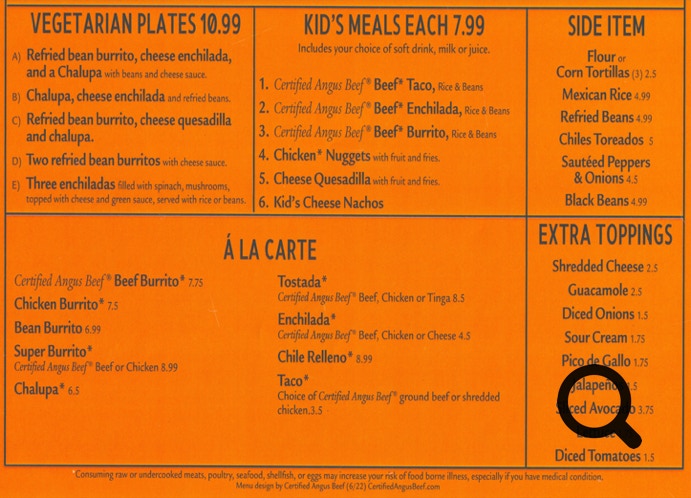 VEGETARIAN PLATES 10.99
A) Refried bean burrito, cheese enchilada,
and a Chalupa with beans and cheese sauce.
B) Chalupa, cheese enchilada and refried beans.
C) Refried bean burrito, cheese quesadilla
and chalupa.
D) Two refried bean burritos with cheese sauce.
E) Three enchiladas filled with spinach, mushrooms,
topped with cheese and green sauce, served with rice or beans.
KID'S MEALS EACH 7.99
Includes your choice of soft drink, milk or juice.
1. Certified Angus Beef® Beef* Taco, Rice & Beans
2. Certified Angus Beef® Beef* Enchilada, Rice & Beans
3. Certified Angus Beef® Beef* Burrito, Rice & Beans
4. Chicken* Nuggets with fruit and fries.
5. Cheese Quesadilla with fruit and fries.
6. Kid's Cheese Nachos
SIDE ITEM
Flour or
Corn Tortillas (3) 2.5
Mexican Rice 4.99
Refried Beans 4.99
Chiles Toreados 5
Sautéed Peppers
& Onions 4.5
Black Beans 4.99
Á LA CARTE
Certified Angus Beef® Beef Burrito* 7.75
Chicken Burrito* 7.5
Bean Burrito 6.99
Super Burrito*
Certified Angus Beef® Beef or Chicken 8.99
Chalupa* 6.5
Tostada*
Certified Angus Beef® Beef, Chicken or Tinga 8.5
Enchilada*
Certified Angus Beef® Beef, Chicken or Cheese 4.5
Chile Relleno* 8.99
Taco*
Choice of Certified Angus Beef® ground beef or shredded
chicken.3.5
EXTRA TOPPINGS
Shredded Cheese 2.5
Guacamole 2.5
Diced Onions 1.5
Sour Cream 1.75
Pico de Gallo 1.75
Jalapeño
Avocado 3.75
Diced Tomatoes 1.5
*Consuming raw or undercooked meats, poultry, seafood, shellfish, or eggs may increase your risk of food borne illness, especially if you have medical condition.
Menu design by Certified Angus Beef (6/22) CertifiedAngusBeef.com